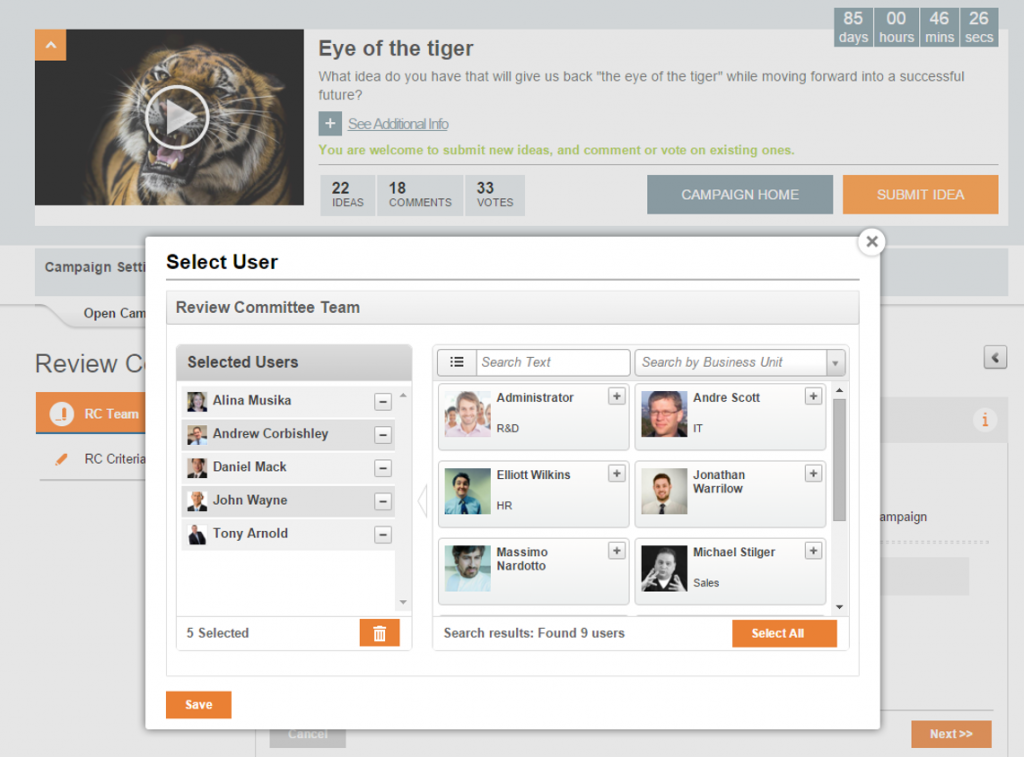 85 00 46 26
days hours mins secs
Eye of the tiger
What idea do you have that will give us back "the eye of the tiger" while moving forward into a successful
future?
+ See Additional Info
You are welcome to submit new ideas, and comment or vote on existing ones.
22 18 33
IDEAS COMMENTS VOTES
CAMPAIGN HOME SUBMIT IDEA
Campaign Setti
Open Cam
Review C
RC Team
RC Criteria
ampaign
Cancel
Next >>
Select User
Review Committee Team
Selected Users
Alina Musika
Andrew Corbishley
Daniel Mack
John Wayne
Tony Arnold
5 Selected
Search Text
Search by Business Unit
Administrator
R&D
Andre Scott
IT
Elliott Wilkins
HR
Jonathan
Warrilow
Massimo
Nardotto
Michael Stilger
Sales
Search results: Found 9 users
Select All
Save